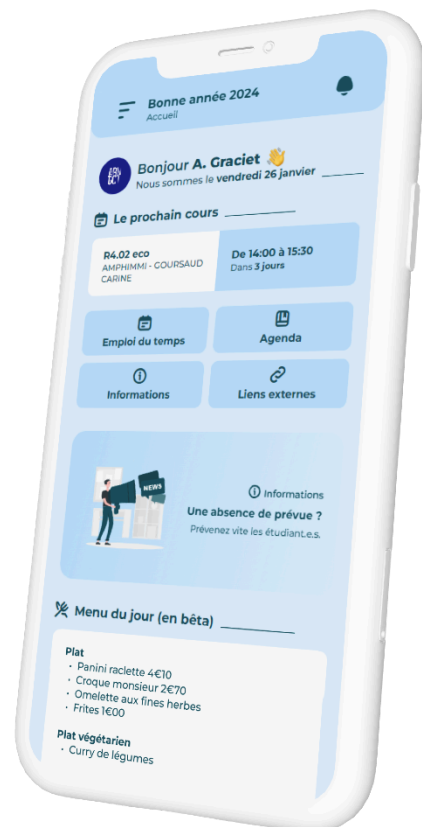 Bonne année 2024
Accueil
Bonjour A. Graciet 👋
Nous sommes le vendredi 26 janvier
Le prochain cours
R4.02 eco
AMPHIMMI - COURSAUD
CARINE
De 14:00 à 15:30
Dans 3 jours
Emploi du temps
Agenda
Informations
Liens externes
NEWS
Informations
Une absence de prévue ?
Prévenez vite les étudiant.e.s.
Menu du jour (en bêta)
Plat
· Panini raclette 4€10
· Croque monsieur 2€70
· Omelette aux fines herbes
· Frites 1€00
Plat végétarien
· Curry de légumes